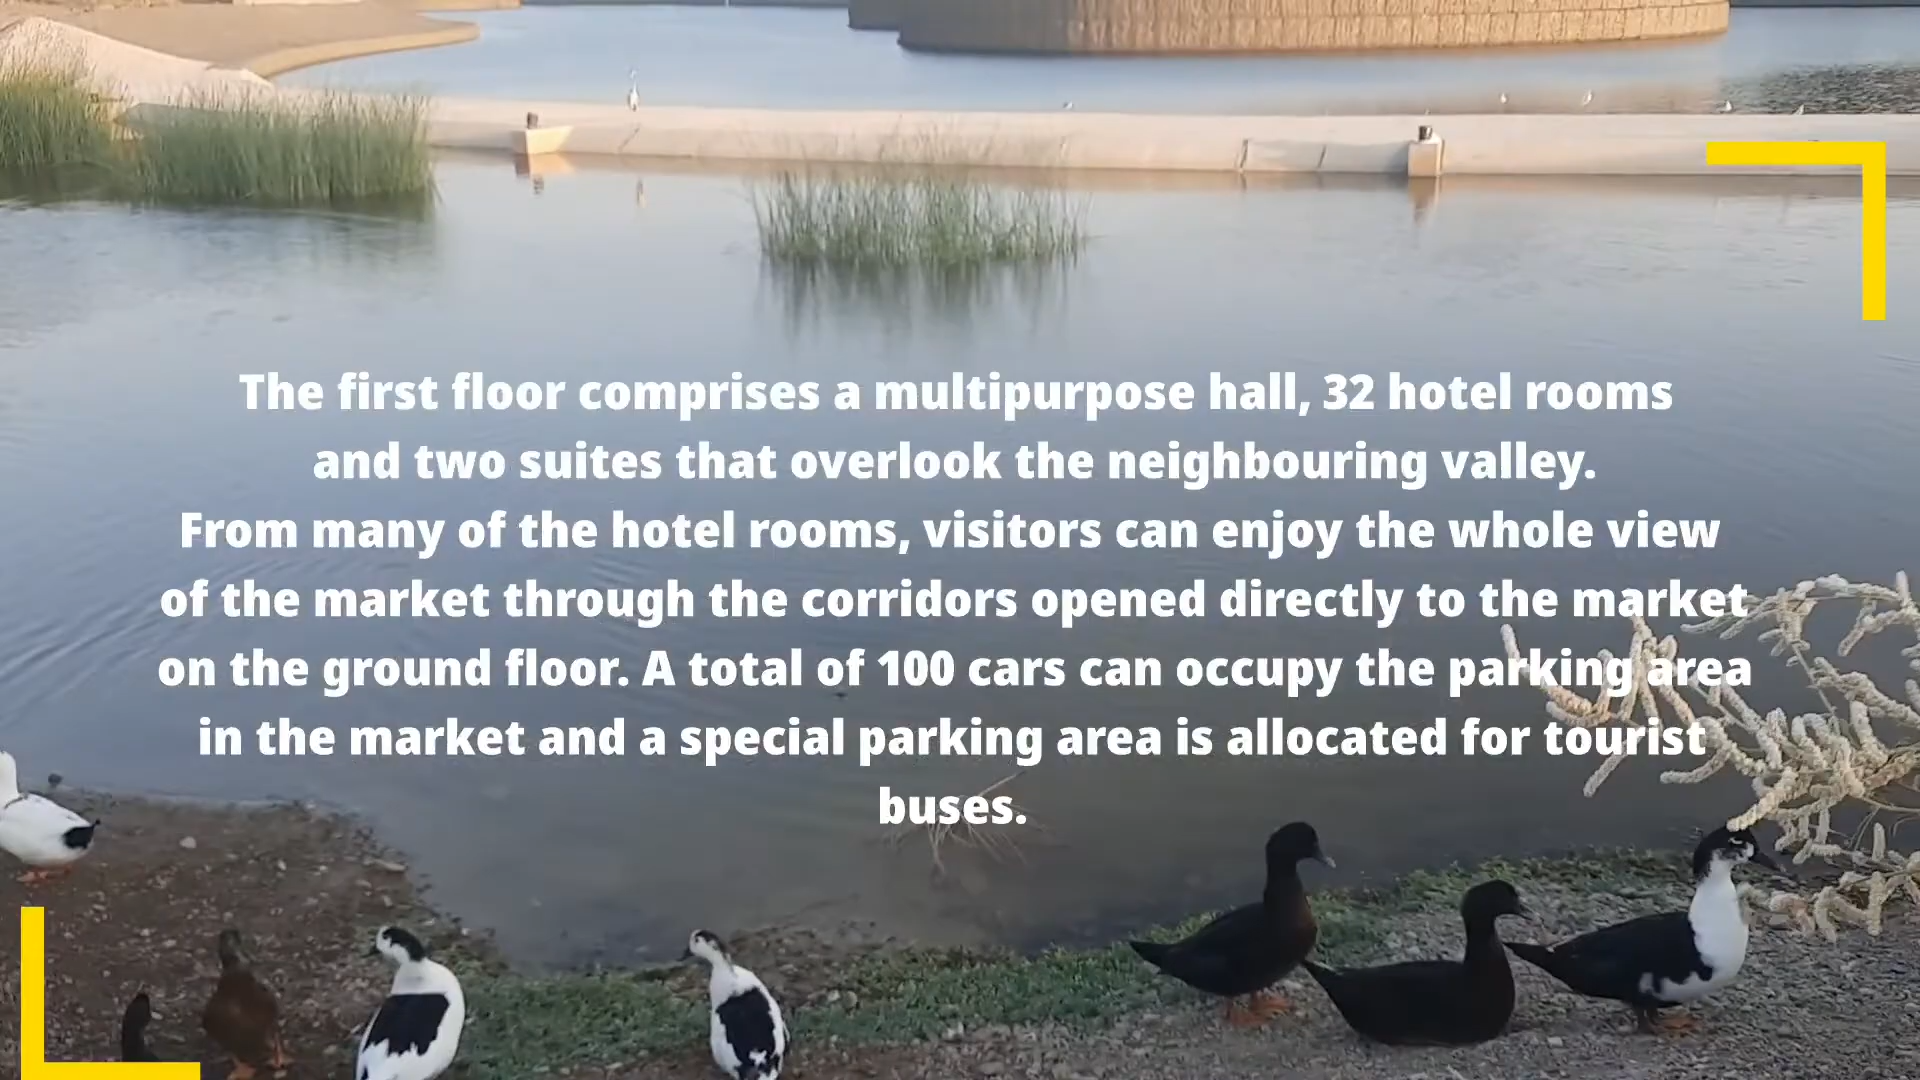 The first floor comprises a multipurpose hall, 32 hotel rooms
and two suites that overlook the neighbouring valley.
From many of the hotel rooms, visitors can enjoy the whole view
of the market through the corridors opened directly to the market
on the ground floor. A total of 100 cars can occupy the parking area
in the market and a special parking area is allocated for tourist
buses.